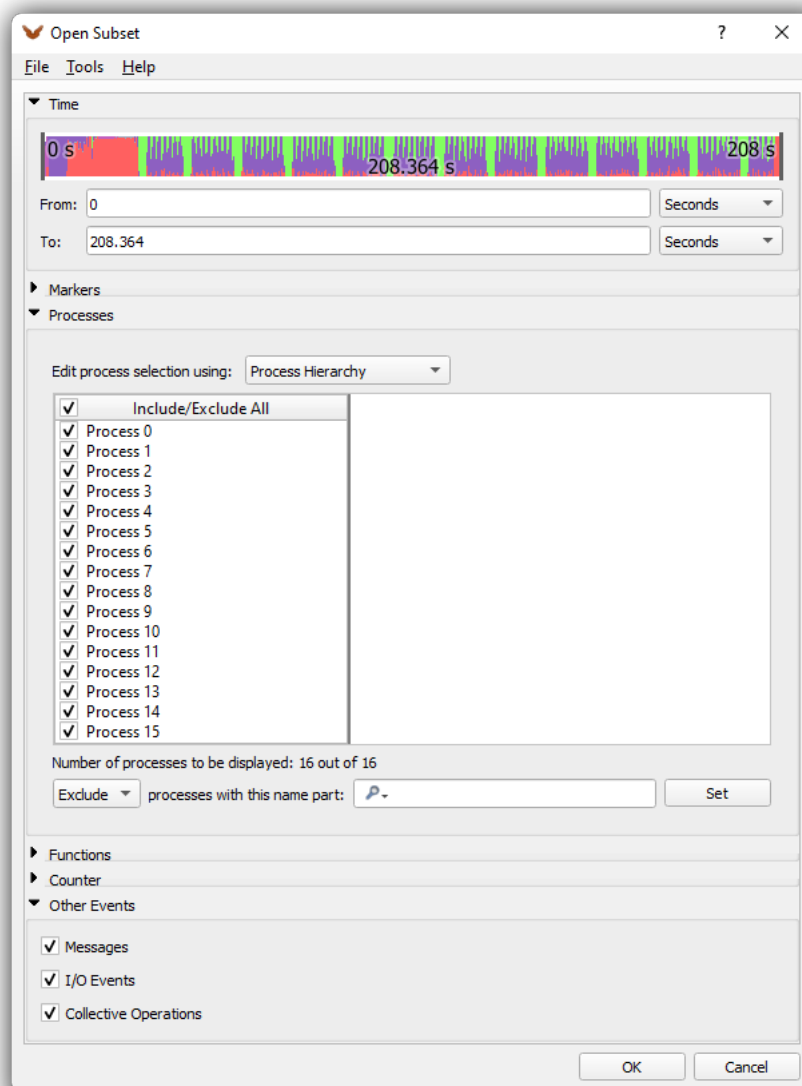 Open Subset
File Tools Help
Time
0 s 208 s
208.364 s
From: 0 Seconds
To: 208.364 Seconds
Markers
Processes
Edit process selection using: Process Hierarchy
Include/Exclude All
Process 0
Process 1
Process 2
Process 3
Process 4
Process 5
Process 6
Process 7
Process 8
Process 9
Process 10
Process 11
Process 12
Process 13
Process 14
Process 15
Number of processes to be displayed: 16 out of 16
Exclude processes with this name part: Set
Functions
Counter
Other Events
Messages
I/O Events
Collective Operations
OK Cancel